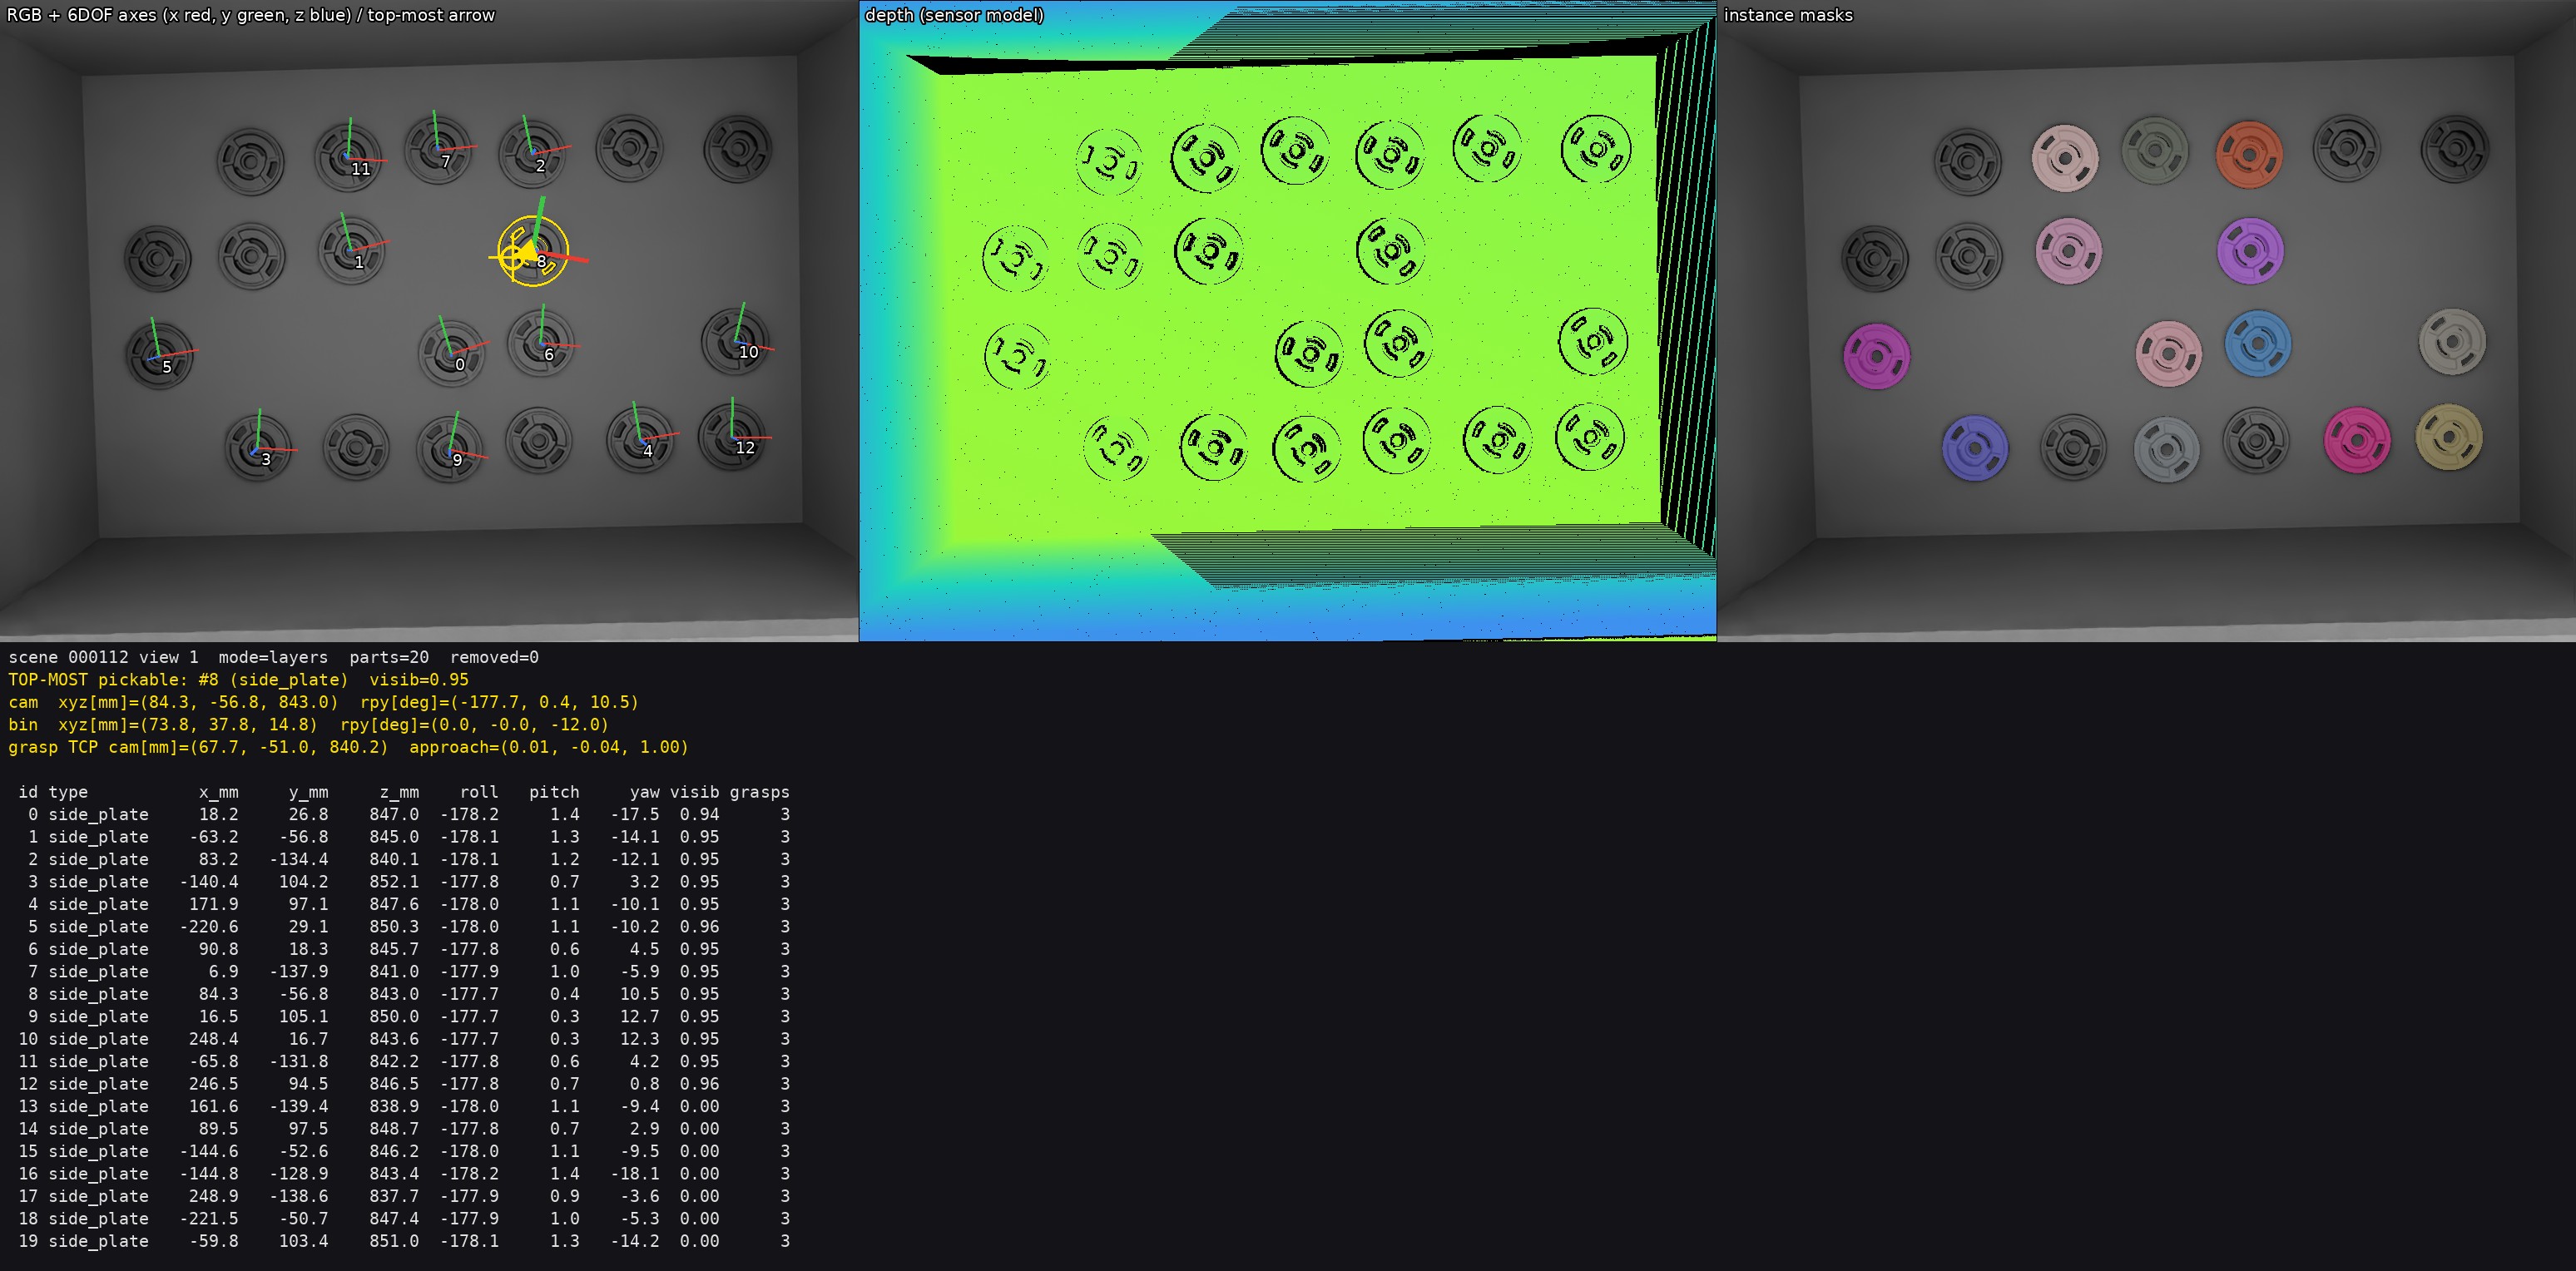 RGB + 6DOF axes (x red, y green, z blue) / top-most arrow
depth (sensor model)
instance masks
11
7
2
1
8
5
0
6
10
3
9
4
12
scene 000112 view 1 mode=layers parts=20 removed=0
TOP-MOST pickable: #8 (side_plate) visib=0.95
cam xyz[mm]=(84.3, -56.8, 843.0) rpy[deg]=(-177.7, 0.4, 10.5)
bin xyz[mm]=(73.8, 37.8, 14.8) rpy[deg]=(0.0, -0.0, -12.0)
grasp TCP cam[mm]=(67.7, -51.0, 840.2) approach=(0.01, -0.04, 1.00)
id type x_mm y_mm z_mm roll pitch yaw visib grasps
0 side_plate 18.2 26.8 847.0 -178.2 1.4 -17.5 0.94 3
1 side_plate -63.2 -56.8 845.0 -178.1 1.3 -14.1 0.95 3
2 side_plate 83.2 -134.4 840.1 -178.1 1.2 -12.1 0.95 3
3 side_plate -140.4 104.2 852.1 -177.8 0.7 3.2 0.95 3
4 side_plate 171.9 97.1 847.6 -178.0 1.1 -10.1 0.95 3
5 side_plate -220.6 29.1 850.3 -178.0 1.1 -10.2 0.96 3
6 side_plate 90.8 18.3 845.7 -177.8 0.6 4.5 0.95 3
7 side_plate 6.9 -137.9 841.0 -177.9 1.0 -5.9 0.95 3
8 side_plate 84.3 -56.8 843.0 -177.7 0.4 10.5 0.95 3
9 side_plate 16.5 105.1 850.0 -177.7 0.3 12.7 0.95 3
10 side_plate 248.4 16.7 843.6 -177.7 0.3 12.3 0.95 3
11 side_plate -65.8 -131.8 842.2 -177.8 0.6 4.2 0.95 3
12 side_plate 246.5 94.5 846.5 -177.8 0.7 0.8 0.96 3
13 side_plate 161.6 -139.4 838.9 -178.0 1.1 -9.4 0.00 3
14 side_plate 89.5 97.5 848.7 -177.8 0.7 2.9 0.00 3
15 side_plate -144.6 -52.6 846.2 -178.0 1.1 -9.5 0.00 3
16 side_plate -144.8 -128.9 843.4 -178.2 1.4 -18.1 0.00 3
17 side_plate 248.9 -138.6 837.7 -177.9 0.9 -3.6 0.00 3
18 side_plate -221.5 -50.7 847.4 -177.9 1.0 -5.3 0.00 3
19 side_plate -59.8 103.4 851.0 -178.1 1.3 -14.2 0.00 3